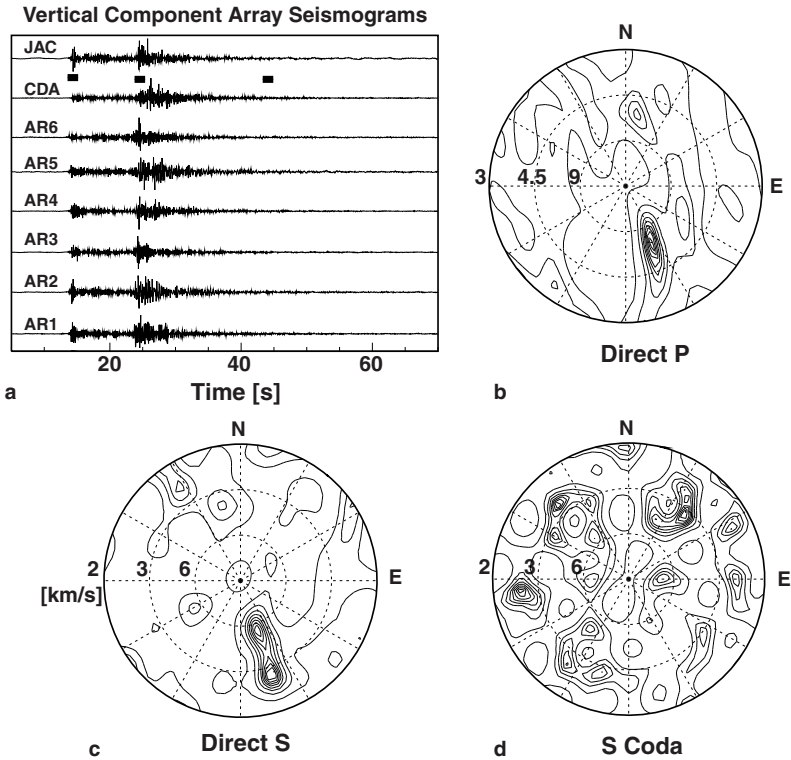 Vertical Component Array Seismograms
JAC
CDA
AR6
AR5
AR4
AR3
AR2
AR1
20 40 60
Time [s]
a
N
3 4.5 9 E
Direct P
b
N
2 3 6 E
[km/s]
Direct S
c
N
2 3 6 E
S Coda
d